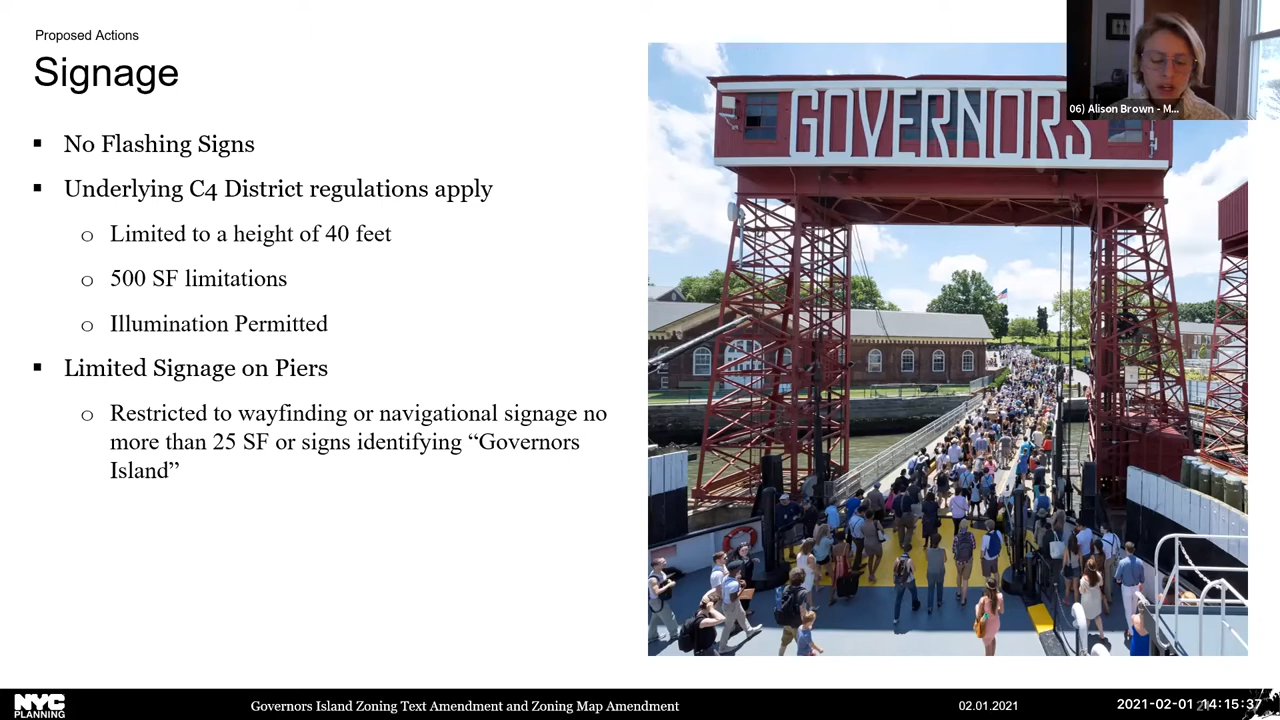 Proposed Actions
Signage
▪ No Flashing Signs
▪ Underlying C4 District regulations apply
○ Limited to a height of 40 feet
○ 500 SF limitations
○ Illumination Permitted
▪ Limited Signage on Piers
○ Restricted to wayfinding or navigational signage no
more than 25 SF or signs identifying “Governors
Island”
GOVERNORS
06) Alison Brown - M...
NYC
PLANNING
Governors Island Zoning Text Amendment and Zoning Map Amendment
02.01.2021
2021-02-01 14:15:37